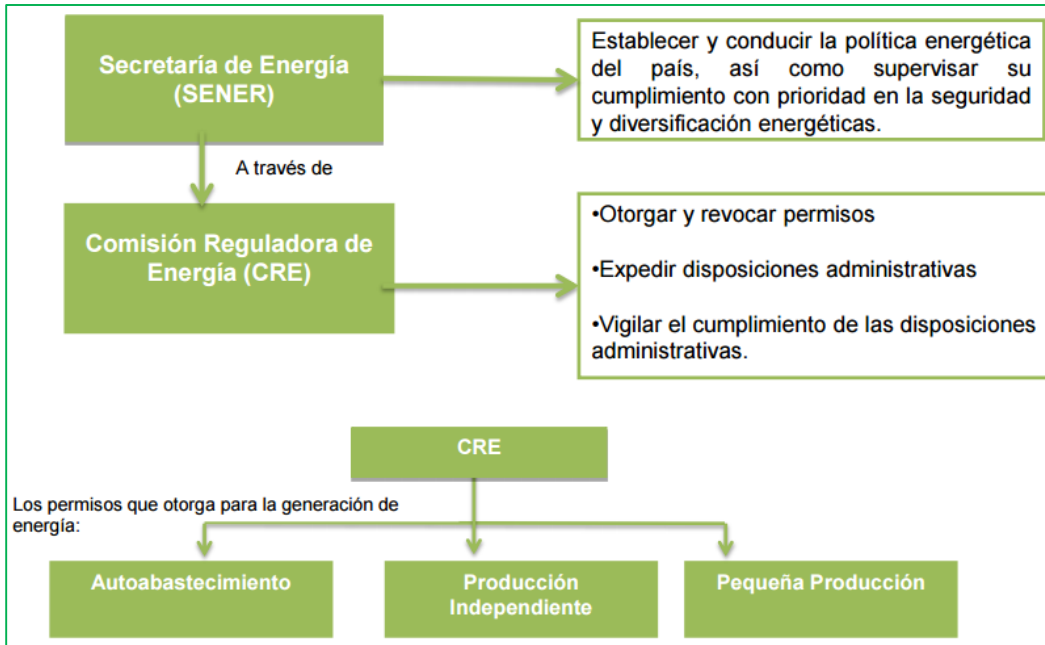 Secretaría de Energía
(SENER)
Establecer y conducir la política energética
del país, así como supervisar su
cumplimiento con prioridad en la seguridad
y diversificación energéticas.
A través de
Comisión Reguladora de
Energía (CRE)
•Otorgar y revocar permisos
•Expedir disposiciones administrativas
•Vigilar el cumplimiento de las disposiciones
administrativas.
CRE
Los permisos que otorga para la generación de
energía:
Autoabastecimiento
Producción
Independiente
Pequeña Producción